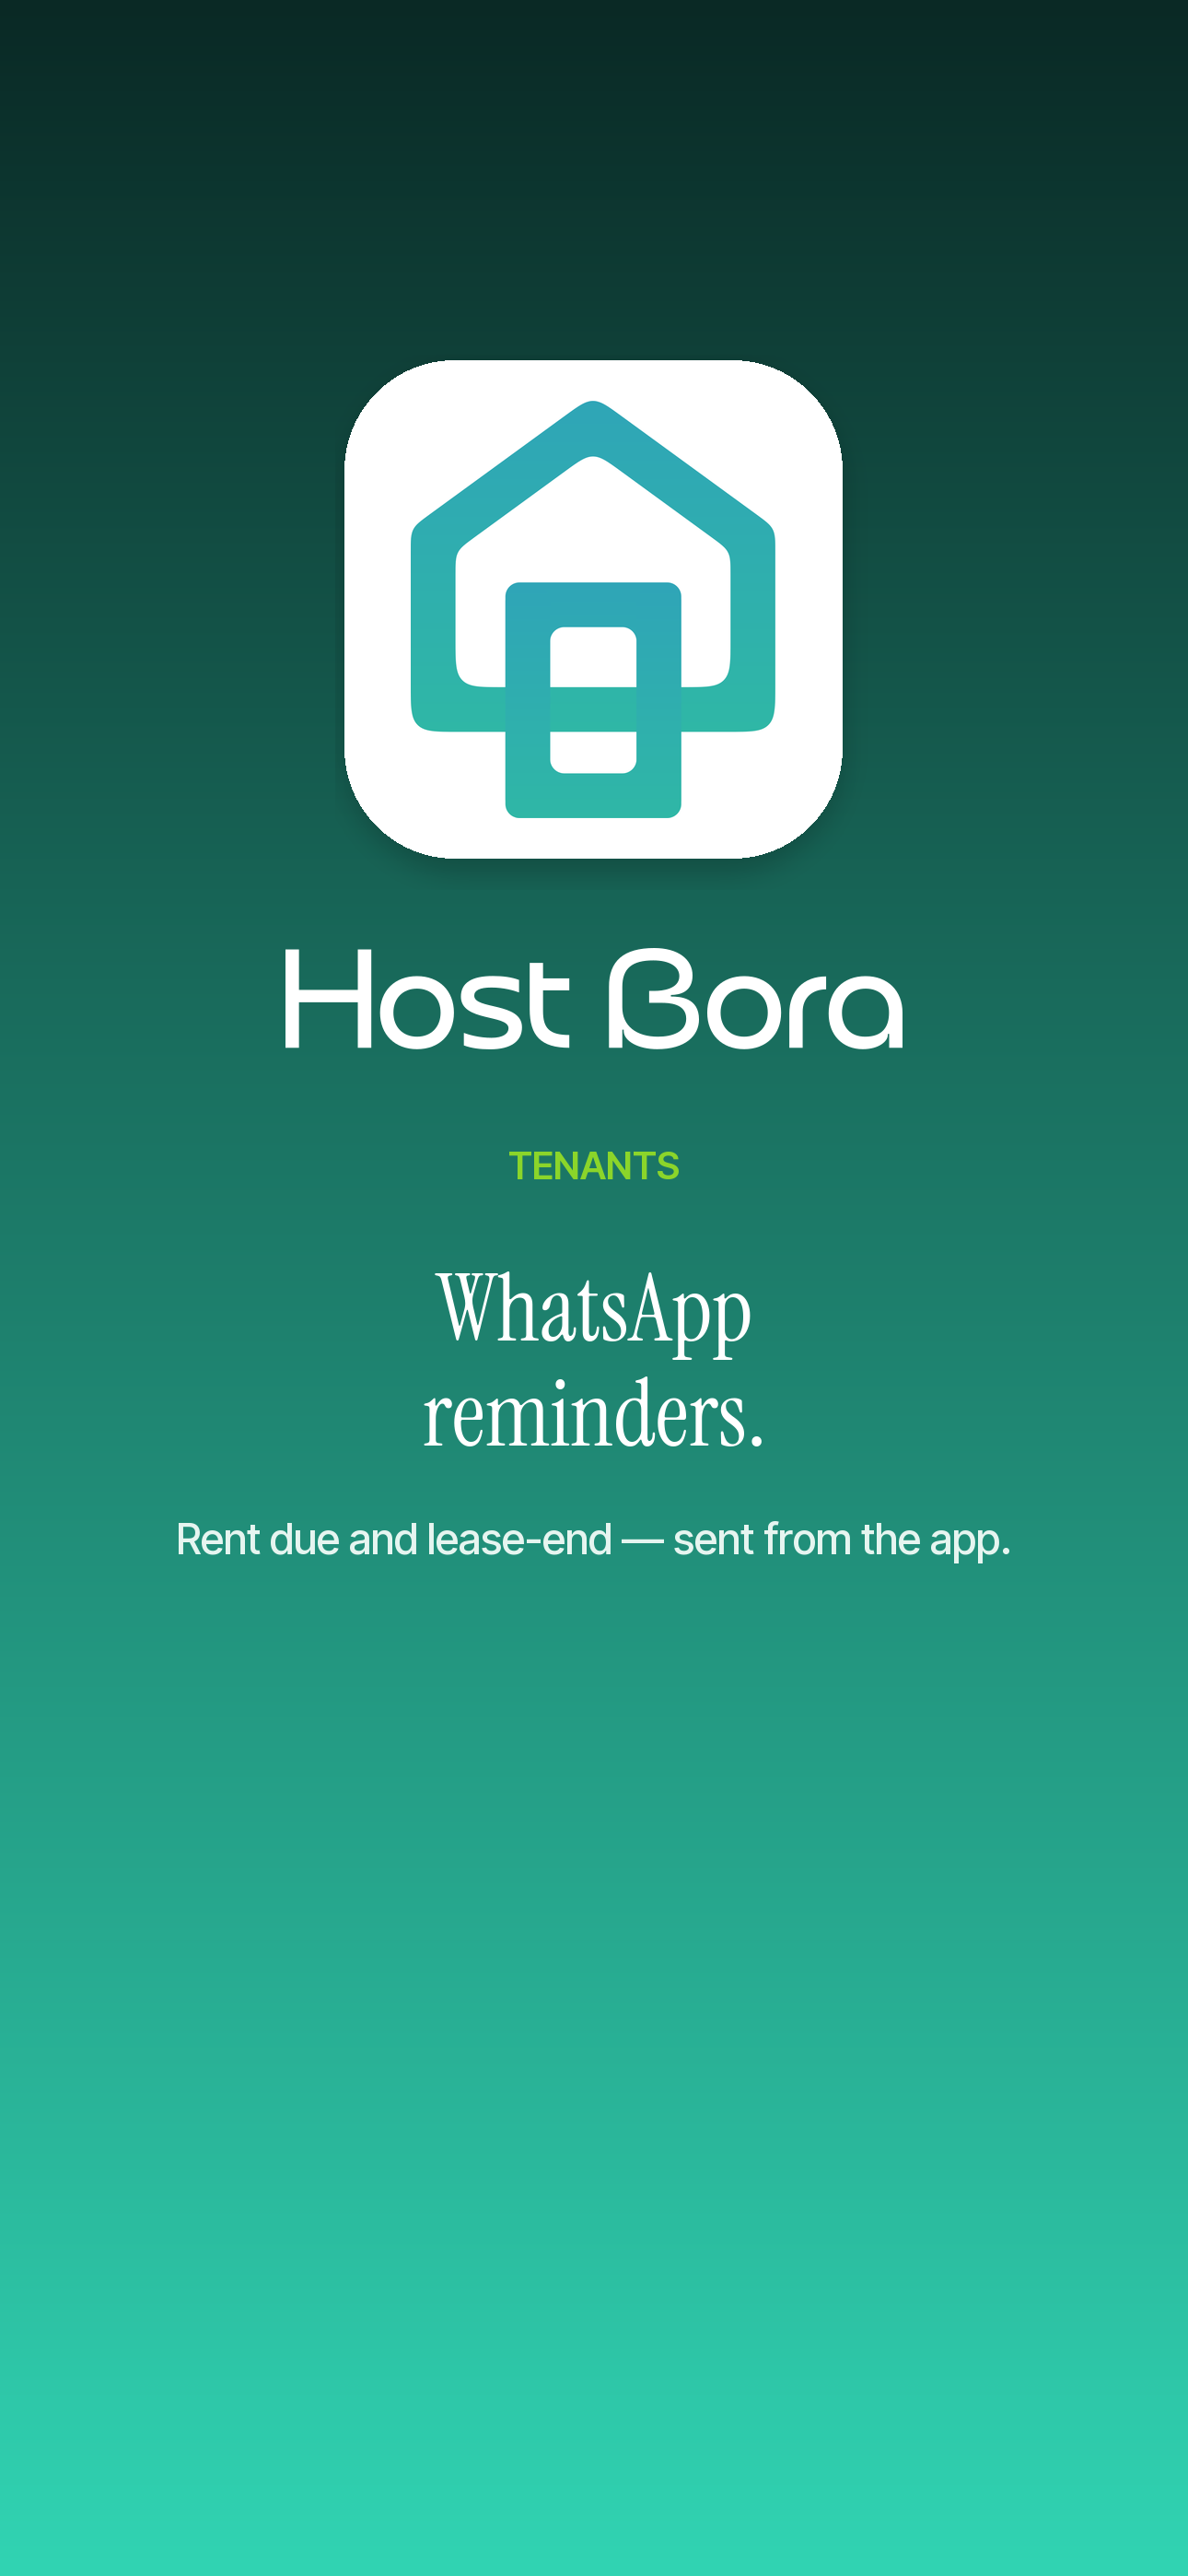 Host Bora
TENANTS
WhatsApp
reminders.
Rent due and lease-end — sent from the app.